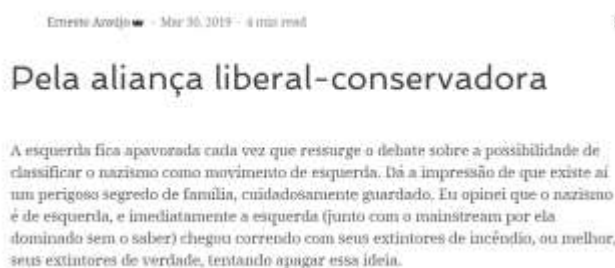 Ernesto Araújo · Mar 30, 2019 · 4 min read
Pela aliança liberal-conservadora
A esquerda fica apavorada cada vez que ressurge o debate sobre a possibilidade de
classificar o nazismo como movimento de esquerda. Dá a impressão de que existe aí
um perigoso segredo de família, cuidadosamente guardado. Eu opinei que o nazismo
é de esquerda, e imediatamente a esquerda (junto com o mainstream por ela
dominado sem o saber) chegou correndo com seus extintores de incêndio, ou melhor,
seus extintores de verdade, tentando apagar essa ideia.